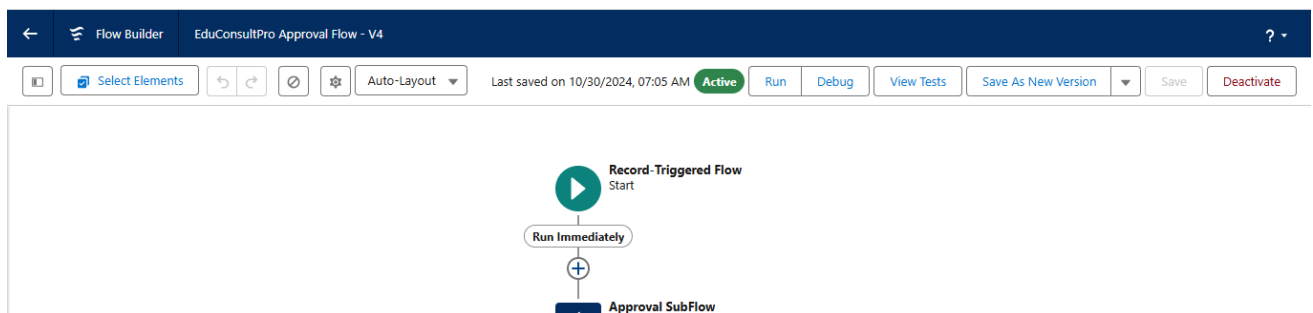 Flow Builder EduConsultPro Approval Flow - V4 ?
Select Elements Auto-Layout Last saved on 10/30/2024, 07:05 AM Active Run Debug View Tests Save As New Version Save Deactivate
Record-Triggered Flow
Start
Run Immediately
Approval SubFlow